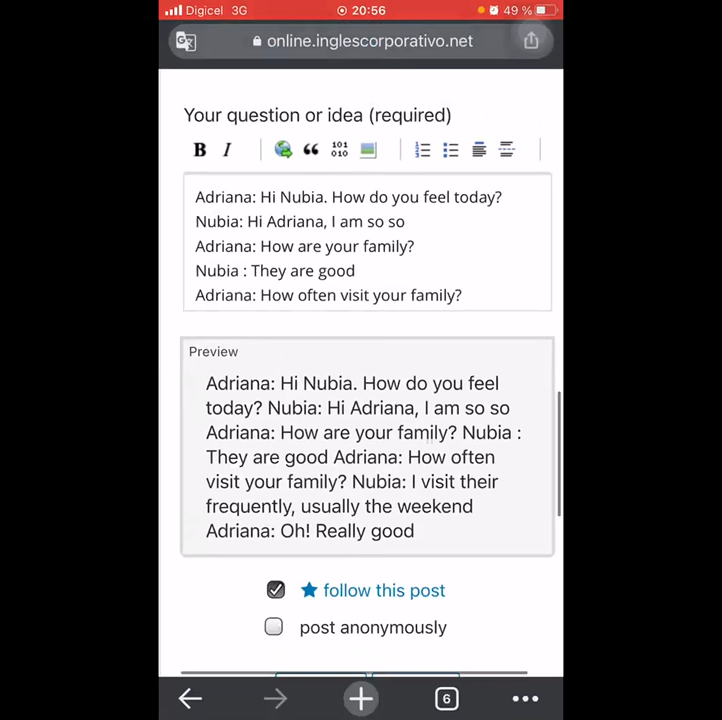 Digicel 3G 20:56 49 %
online.inglescorporativo.net
Your question or idea (required)
B I 101 010
Adriana: Hi Nubia. How do you feel today?
Nubia: Hi Adriana, I am so so
Adriana: How are your family?
Nubia : They are good
Adriana: How often visit your family?
Preview
Adriana: Hi Nubia. How do you feel
today? Nubia: Hi Adriana, I am so so
Adriana: How are your family? Nubia :
They are good Adriana: How often
visit your family? Nubia: I visit their
frequently, usually the weekend
Adriana: Oh! Really good
follow this post
post anonymously
6